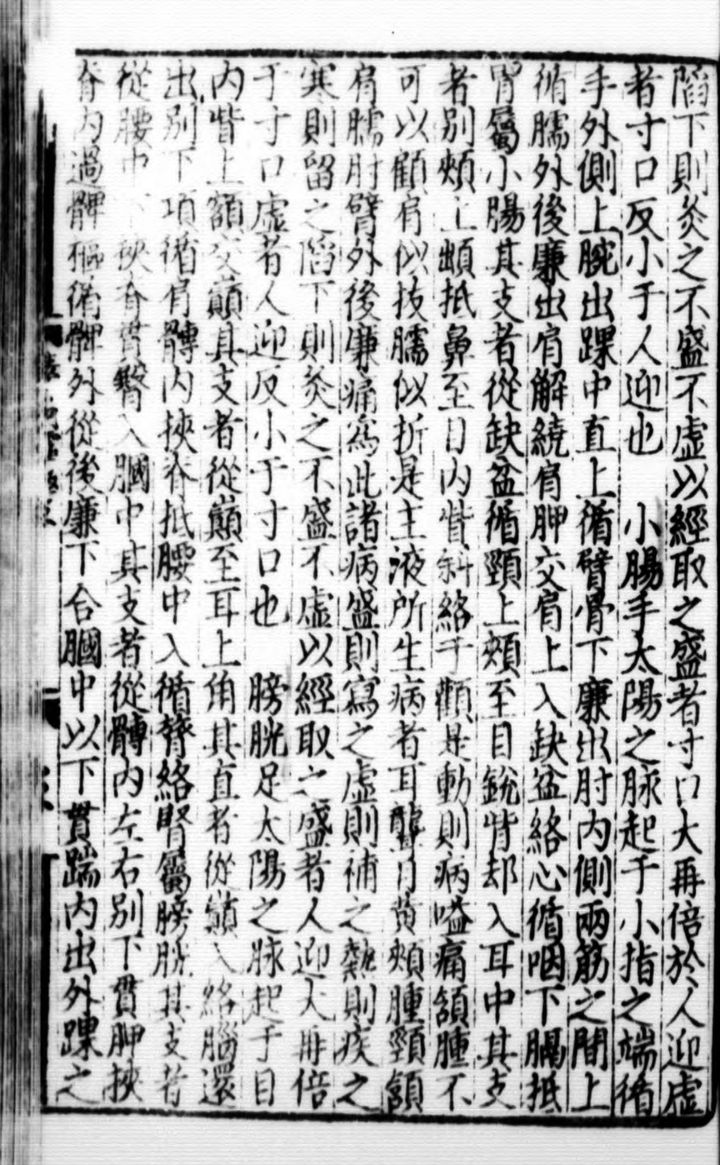 陷下則灸之不盛不虛以經取之盛者寸口大再倍於人迎虛
者寸口反小于人迎也　小腸手太陽之脉起于小指之端循
手外側上腕出踝中直上循臂骨下廉出肘內側兩筋之間上
循臑外後廉出肩解繞肩胛交肩上入缺盆絡心循咽下膈抵
胃屬小腸其支者從缺盆循頸上頰至目銳眥却入耳中其支
者別頰上䪼抵鼻至目內眥斜絡于顴是動則病嗌痛頷腫不
可以顧肩似拔臑似折是主液所生病者耳聾目黄頰腫頸頷
肩臑肘臂外後廉痛爲此諸病盛則寫之虛則補之熱則疾之
寒則留之陷下則灸之不盛不虛以經取之盛者人迎大再倍
于寸口虛者人迎反小于寸口也　膀胱足太陽之脉起于目
內眥上額交巔其支者從巔至耳上角其直者從巔入絡腦還
出別下項循肩髆內挾脊抵腰中入循膂絡腎屬膀胱其支者
從腰中下挾脊貫臀入膕中其支者從髆內左右別下貫胛挾
脊內過髀樞循髀外從後廉下合膕中以下貫踹內出外踝之